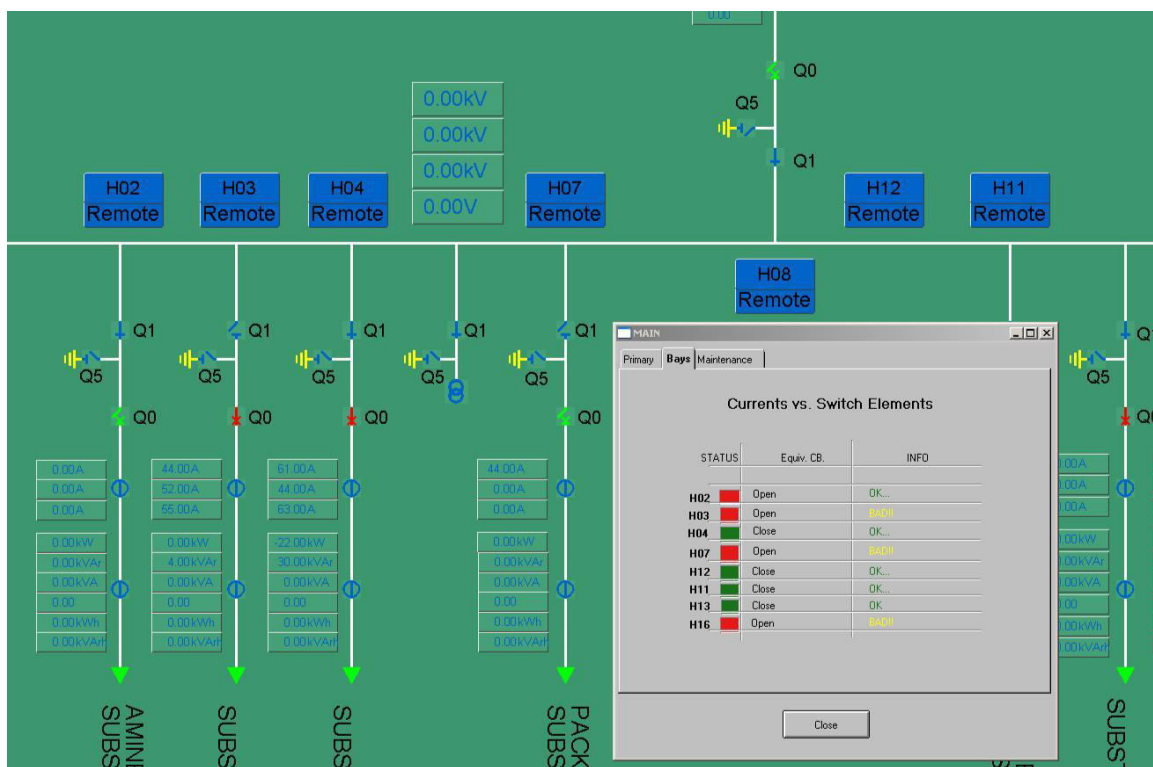 0.00
Q0
Q5
Q1
0.00kV
0.00kV
0.00kV
0.00V
H02
Remote
H03
Remote
H04
Remote
H07
Remote
H12
Remote
H11
Remote
H08
Remote
Q1
Q1
Q1
Q1
Q1
Q5
Q5
Q5
Q5
Q5
Q5
Q0
Q0
Q0
Q0
0.00A
0.00A
0.00A
0.00kW
0.00kVAr
0.00kVA
0.00
0.00kWh
0.00kVArh
44.00A
52.00A
55.00A
0.00kW
4.00kVAr
0.00kVA
0.00
0.00kWh
0.00kVArh
61.00A
44.00A
63.00A
-22.00kW
30.00kVAr
0.00kVA
0.00
0.00kWh
0.00kVArh
44.00A
0.00A
0.00A
0.00kW
0.00kVAr
0.00kVA
0.00
0.00kWh
0.00kVArh
MAIN
Primary Bays Maintenance
Currents vs. Switch Elements
STATUS Equiv. CB. INFO
H02 Open OK...
H03 Open BAD!!
H04 Close OK...
H07 Open BAD!!
H12 Close OK...
H11 Close OK...
H13 Close OK
H16 Open BAD!!
Close
AMINE
SUBS
SUBS
SUBS
PACK
SUBS
SUBST